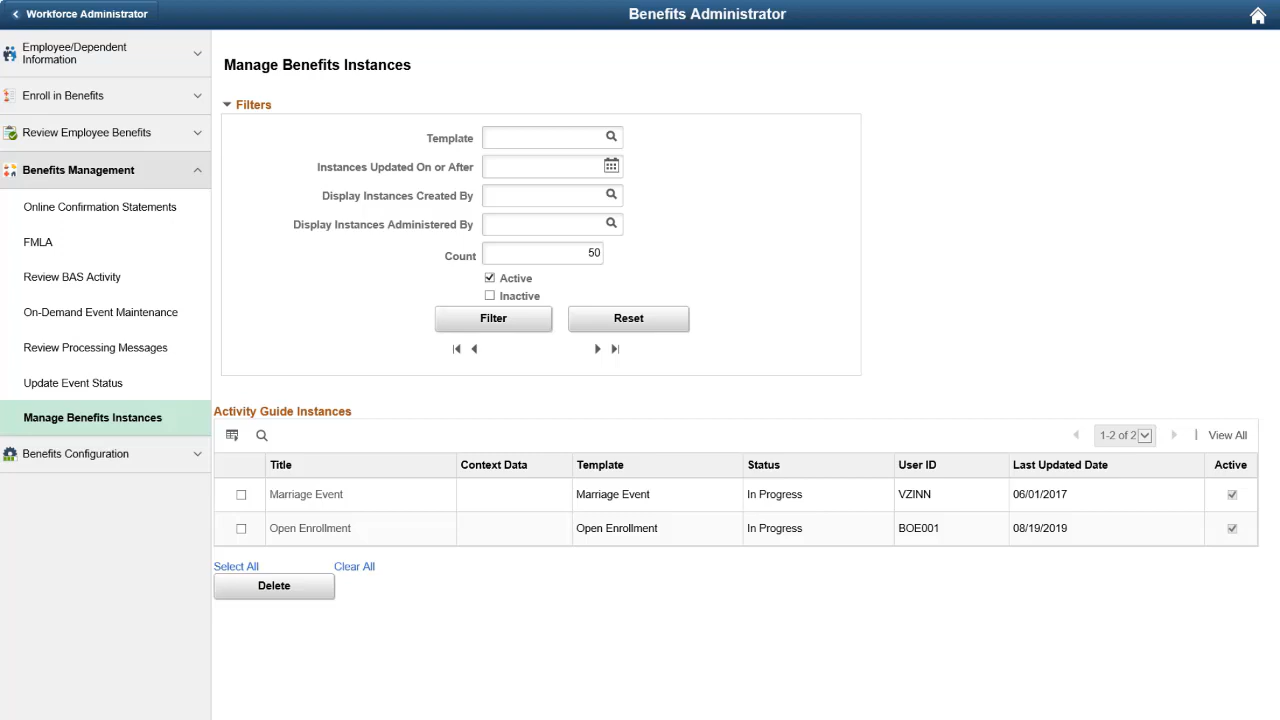 Workforce Administrator
Benefits Administrator
Employee/Dependent
Information
Enroll in Benefits
Review Employee Benefits
Benefits Management
Online Confirmation Statements
FMLA
Review BAS Activity
On-Demand Event Maintenance
Review Processing Messages
Update Event Status
Manage Benefits Instances
Benefits Configuration
Manage Benefits Instances
Filters
Template
Instances Updated On or After
Display Instances Created By
Display Instances Administered By
Count 50
Active
Inactive
Filter Reset
Activity Guide Instances
1-2 of 2 | View All
Title Context Data Template Status User ID Last Updated Date Active
Marriage Event Marriage Event In Progress VZINN 06/01/2017
Open Enrollment Open Enrollment In Progress BOE001 08/19/2019
Select All Clear All
Delete